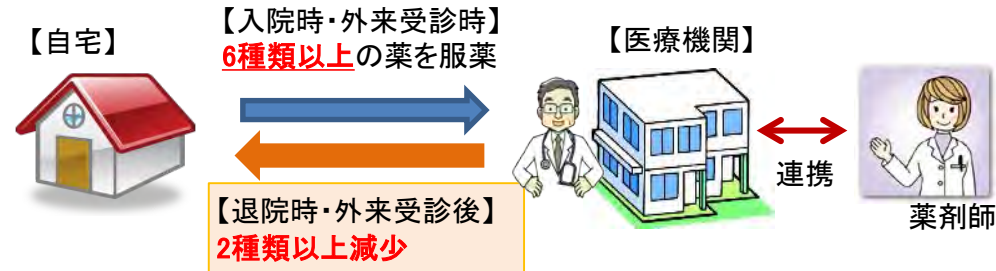 【自宅】
【入院時・外来受診時】
6種類以上の薬を服薬
【医療機関】
連携
薬剤師
【退院時・外来受診後】
2種類以上減少